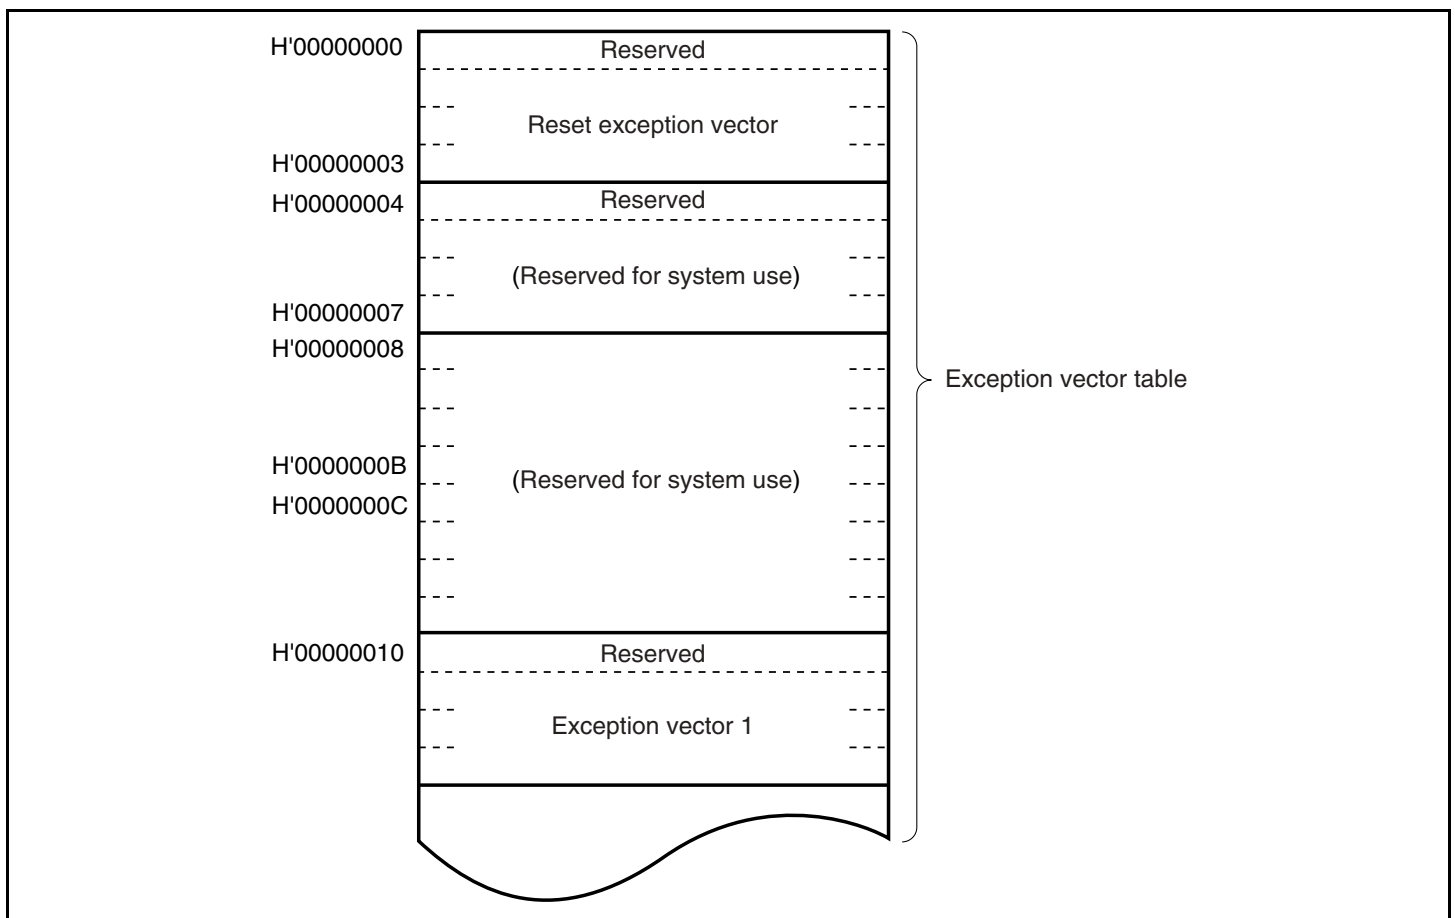 H'00000000
Reserved
Reset exception vector
H'00000003
H'00000004
Reserved
(Reserved for system use)
H'00000007
H'00000008
Exception vector table
H'0000000B
(Reserved for system use)
H'0000000C
H'00000010
Reserved
Exception vector 1